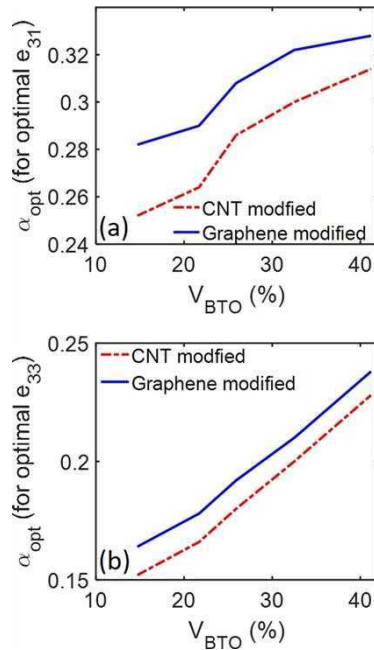 α_opt (for optimal e_31)
0.32
0.3
0.28
0.26
0.24
CNT modfied
Graphene modified
(a)
10 20 30 40
V_BTO (%)
α_opt (for optimal e_33)
0.25
0.2
0.15
CNT modfied
Graphene modified
(b)
10 20 30 40
V_BTO (%)